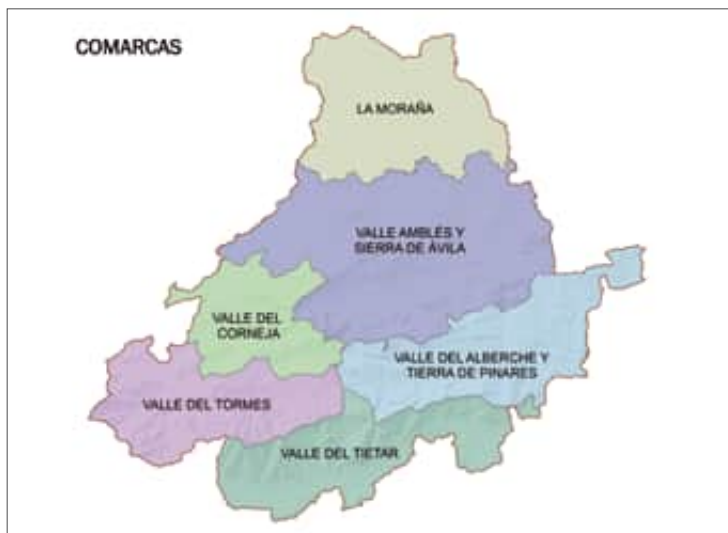 COMARCAS
LA MORAÑA
VALLE AMBLÉS Y
SIERRA DE ÁVILA
VALLE DEL
CORNEJA
VALLE DEL ALBERCHE Y
TIERRA DE PINARES
VALLE DEL TORMES
VALLE DEL TIETAR